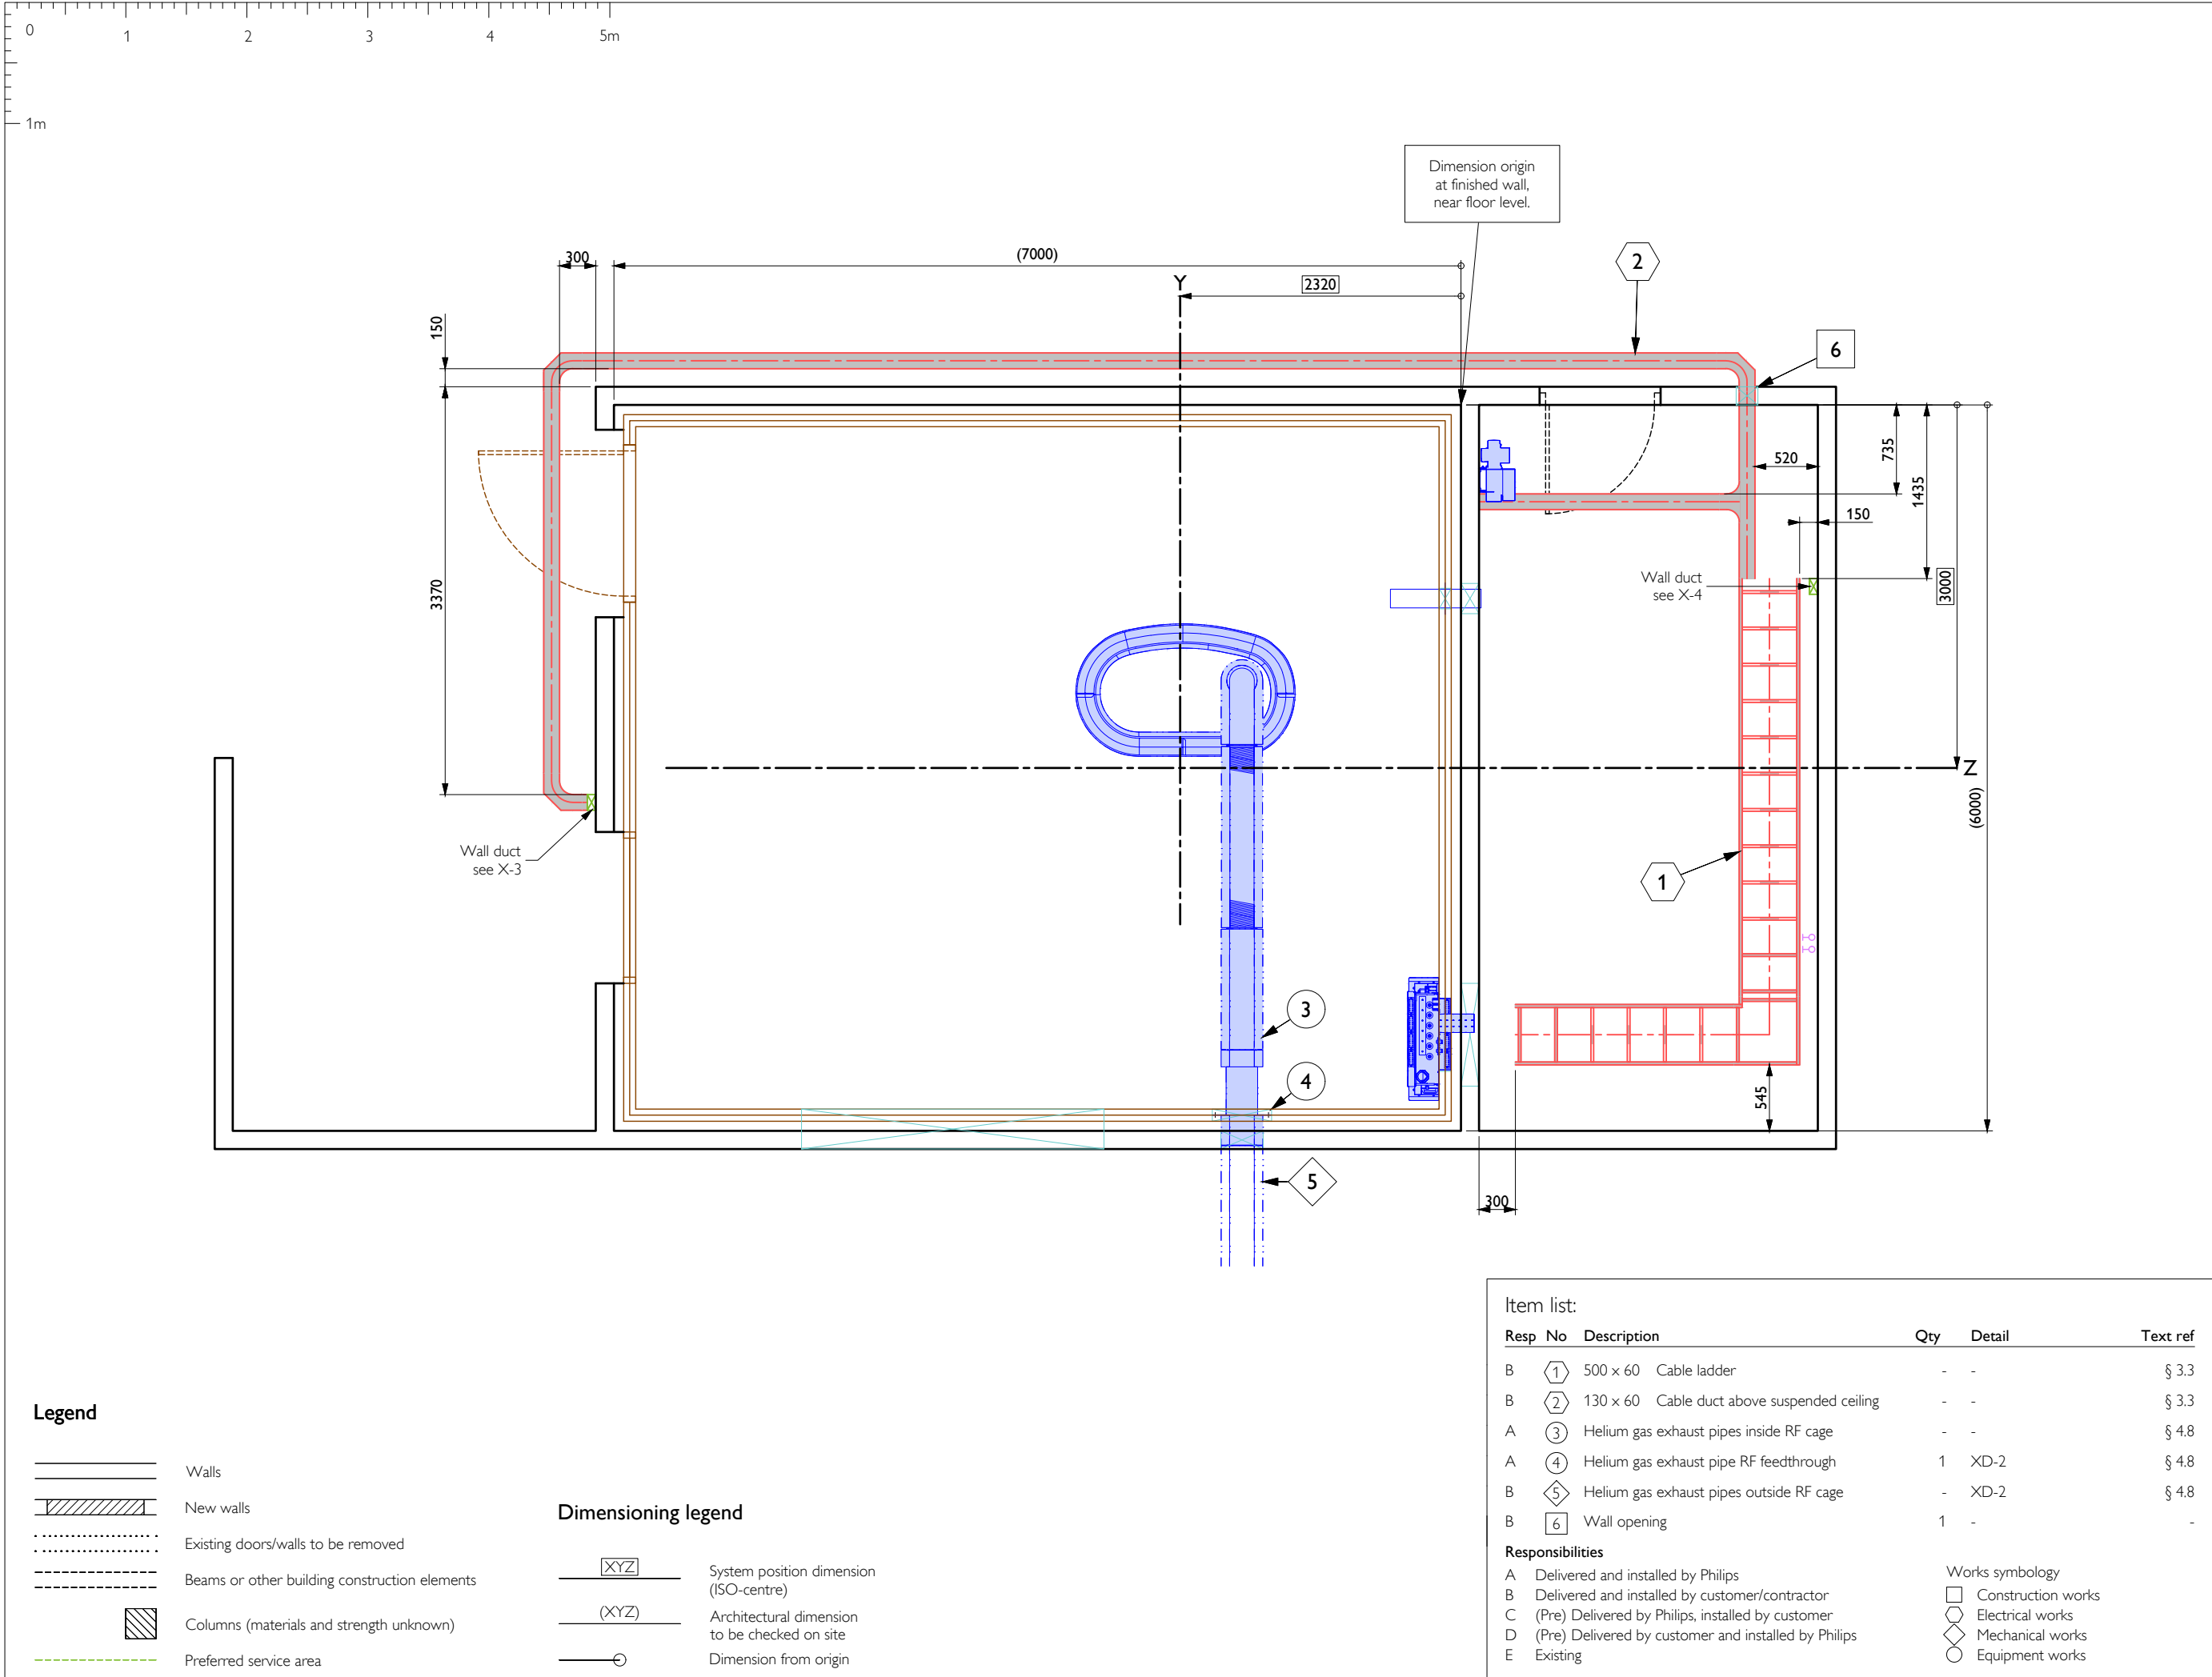 0
1
2
3
4
5m
1m
Dimension origin
at finished wall,
near floor level.
300
(7000)
2
2320
Y
150
6
735
520
1435
150
3370
Wall duct
see X-4
3000
Z
(6000)
Wall duct
see X-3
1
3
4
545
5
300
Item list:
Resp No Description Qty Detail Text ref
B 1 500 x 60 Cable ladder - - § 3.3
B 2 130 x 60 Cable duct above suspended ceiling - - § 3.3
A 3 Helium gas exhaust pipes inside RF cage - - § 4.8
A 4 Helium gas exhaust pipe RF feedthrough 1 XD-2 § 4.8
B 5 Helium gas exhaust pipes outside RF cage - XD-2 § 4.8
B 6 Wall opening 1 - -
Responsibilities
A Delivered and installed by Philips
B Delivered and installed by customer/contractor
C (Pre) Delivered by Philips, installed by customer
D (Pre) Delivered by customer and installed by Philips
E Existing
Works symbology
Construction works
Electrical works
Mechanical works
Equipment works
Legend
Walls
New walls
Existing doors/walls to be removed
Beams or other building construction elements
Columns (materials and strength unknown)
Preferred service area
Dimensioning legend
XYZ
System position dimension
(ISO-centre)
(XYZ)
Architectural dimension
to be checked on site
Dimension from origin